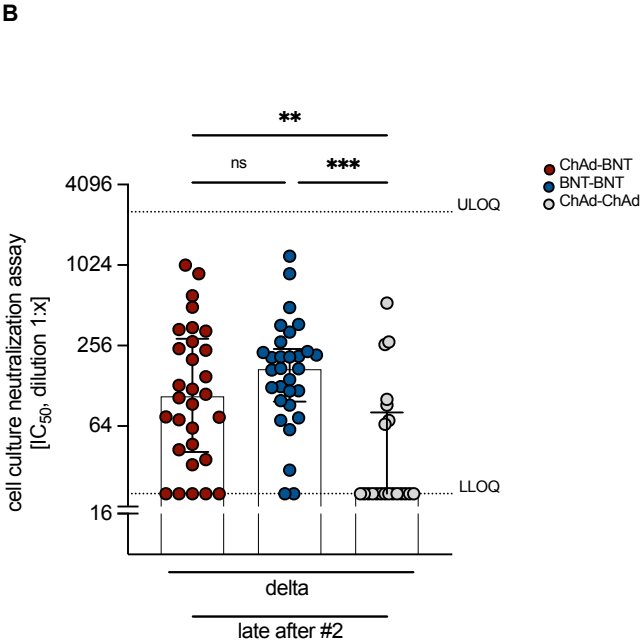 B
**
ns
***
ChAd-BNT
BNT-BNT
ChAd-ChAd
4096
1024
256
64
16
ULOQ
LLOQ
cell culture neutralization assay
[IC50, dilution 1:x]
delta
late after #2